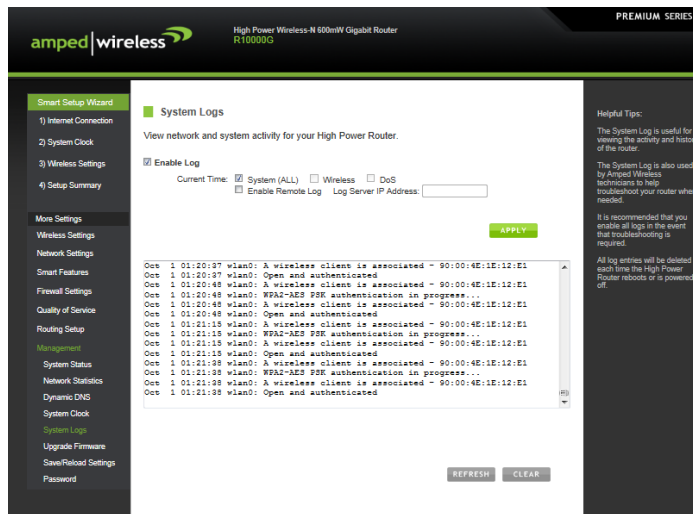 PREMIUM SERIES
amped wireless
High Power Wireless-N 600mW Gigabit Router
R10000G
Smart Setup Wizard
1) Internet Connection
2) System Clock
3) Wireless Settings
4) Setup Summary
More Settings
Wireless Settings
Network Settings
Smart Features
Firewall Settings
Quality of Service
Routing Setup
Management
System Status
Network Statistics
Dynamic DNS
System Clock
System Logs
Upgrade Firmware
Save/Reload Settings
Password
System Logs
View network and system activity for your High Power Router.
Enable Log
Current Time: System (ALL) Wireless DoS
Enable Remote Log Log Server IP Address:
APPLY
Oct 1 01:20:37 wlan0: A wireless client is associated - 90:00:4E:1E:12:E1
Oct 1 01:20:37 wlan0: Open and authenticated
Oct 1 01:20:48 wlan0: A wireless client is associated - 90:00:4E:1E:12:E1
Oct 1 01:20:48 wlan0: WPA2-AES PSK authentication in progress...
Oct 1 01:20:48 wlan0: A wireless client is associated - 90:00:4E:1E:12:E1
Oct 1 01:20:48 wlan0: Open and authenticated
Oct 1 01:21:15 wlan0: A wireless client is associated - 90:00:4E:1E:12:E1
Oct 1 01:21:15 wlan0: WPA2-AES PSK authentication in progress...
Oct 1 01:21:15 wlan0: A wireless client is associated - 90:00:4E:1E:12:E1
Oct 1 01:21:15 wlan0: Open and authenticated
Oct 1 01:21:38 wlan0: A wireless client is associated - 90:00:4E:1E:12:E1
Oct 1 01:21:38 wlan0: WPA2-AES PSK authentication in progress...
Oct 1 01:21:38 wlan0: A wireless client is associated - 90:00:4E:1E:12:E1
Oct 1 01:21:38 wlan0: Open and authenticated
REFRESH CLEAR
Helpful Tips:
The System Log is useful for
viewing the activity and histo
of the router.
The System Log is also used
by Amped Wireless
technicians to help
troubleshoot your router whe
needed.
It is recommended that you
enable all logs in the event
that troubleshooting is
required.
All log entries will be deleted
each time the High Power
Router reboots or is powered
off.